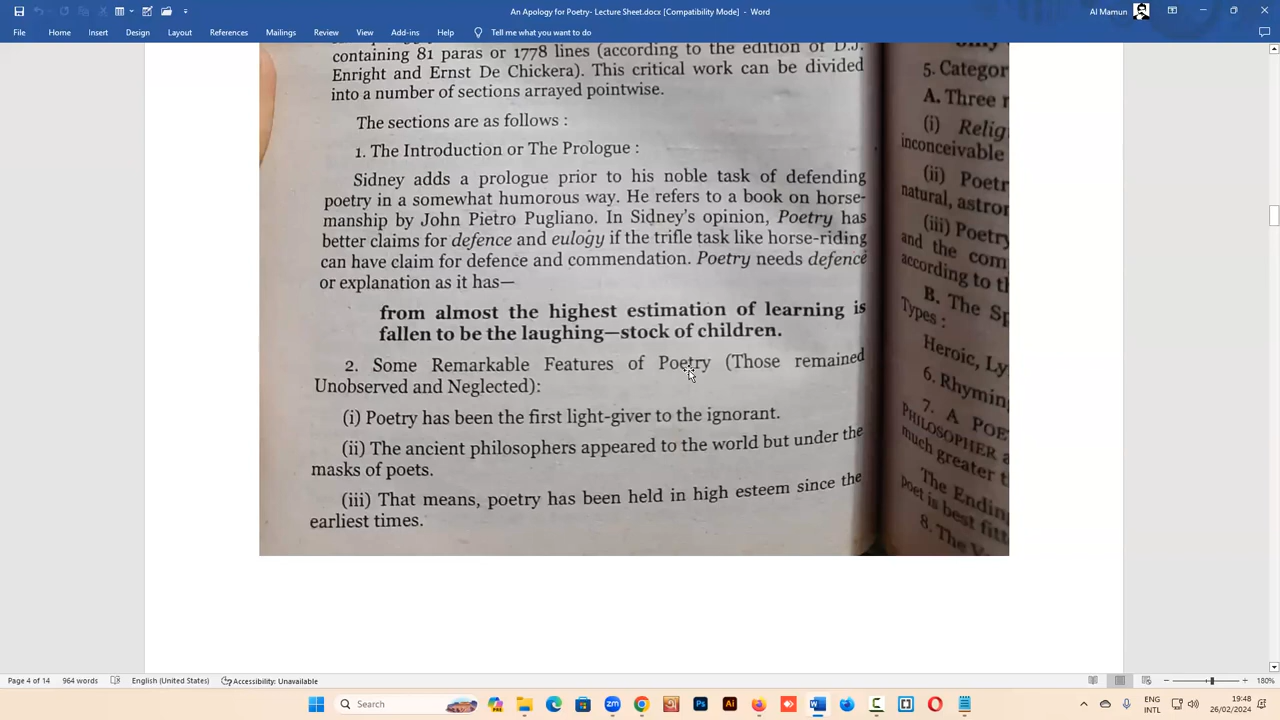 An Apology for Poetry- Lecture Sheet.docx [Compatibility Mode] - Word
Al Mamun
File Home Insert Draw Design Layout References Mailings Review View Add-ins Help Tell me what you want to do
containing 81 paras or 1778 lines (according to the edition of D.J.
Enright and Ernst De Chickera). This critical work can be divided
into a number of sections arrayed pointwise.
The sections are as follows :
1. The Introduction or The Prologue :
Sidney adds a prologue prior to his noble task of defending
poetry in a somewhat humorous way. He refers to a book on horse-
manship by John Pietro Pugliano. In Sidney's opinion, Poetry has
better claims for defence and eulogy if the trifle task like horse-riding
can have claim for defence and commendation. Poetry needs defence
or explanation as it has—
from almost the highest estimation of learning is
fallen to be the laughing—stock of children.
2. Some Remarkable Features of Poetry (Those remained
Unobserved and Neglected):
(i) Poetry has been the first light-giver to the ignorant.
(ii) The ancient philosophers appeared to the world but under the
masks of poets.
(iii) That means, poetry has been held in high esteem since the
earliest times.
only
5. Categor
A. Three
(i) Relig
inconceivable
(ii) Poetr
natural, astron
(iii) Poetry
and the com
according to th
B. The Sp
Types :
Heroic, Ly
6. Rhyming
7. A POE
PHILOSOPHER
much greater t
The Ending
poet is best fitt
8. The
Page 4 of 14 964 words English (United States) Accessibility: Unavailable 180%
Search
ENG
INTL
19:48
26/02/2024